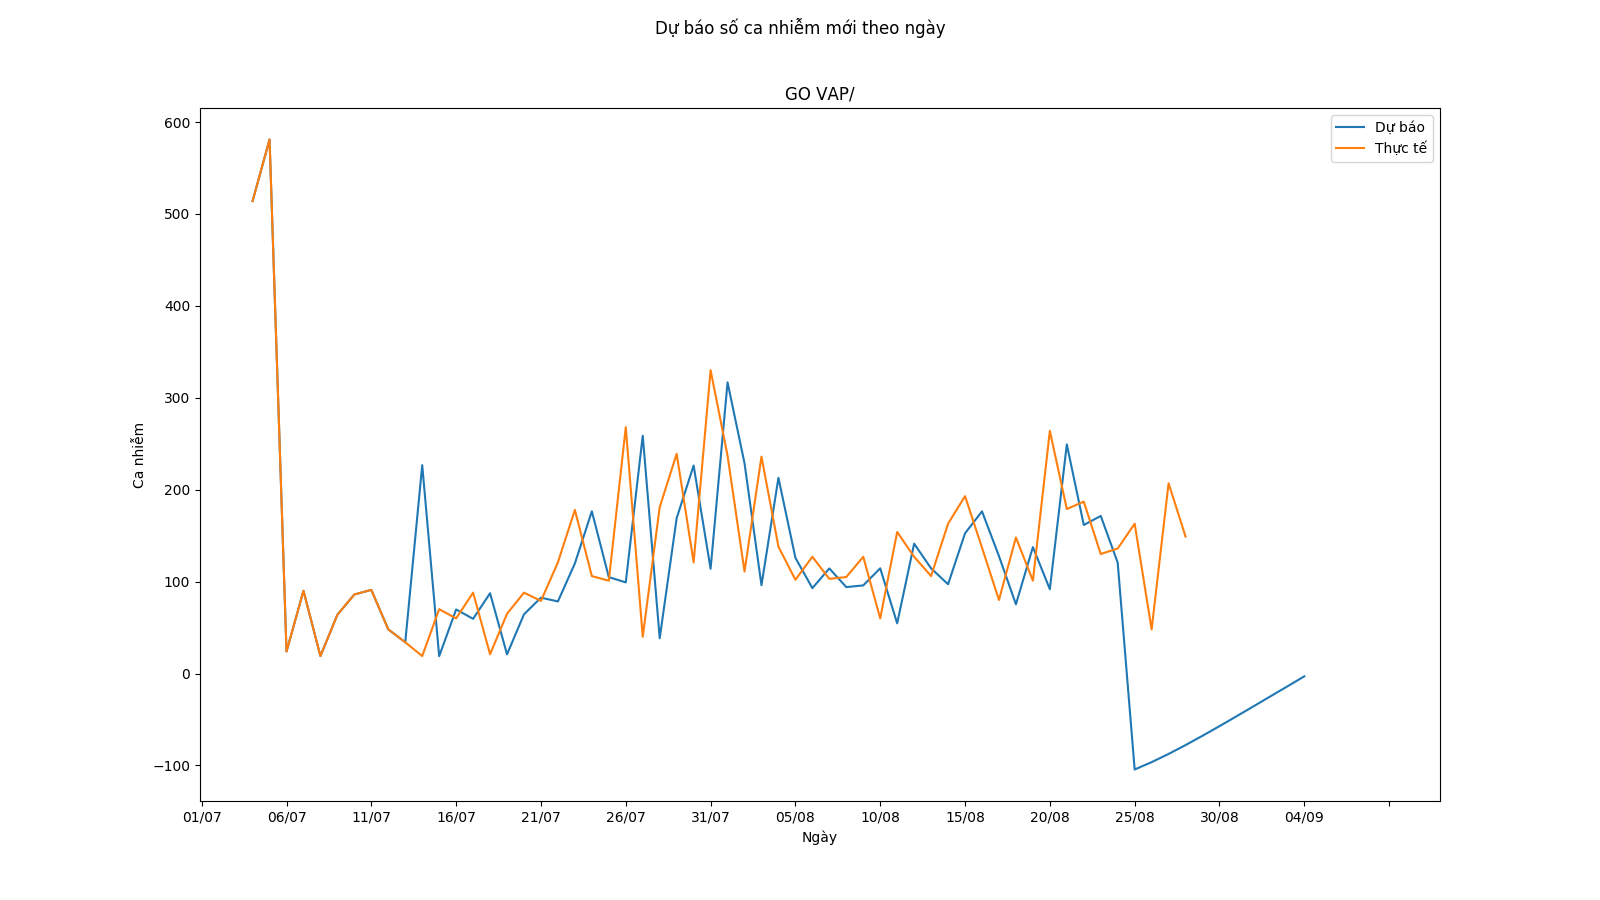 Dự báo số ca nhiễm mới theo ngày
GO VAP/
Dự báo
Thực tế
600
500
400
300
200
100
0
−100
Ca nhiễm
01/07 06/07 11/07 16/07 21/07 26/07 31/07 05/08 10/08 15/08 20/08 25/08 30/08 04/09
Ngày